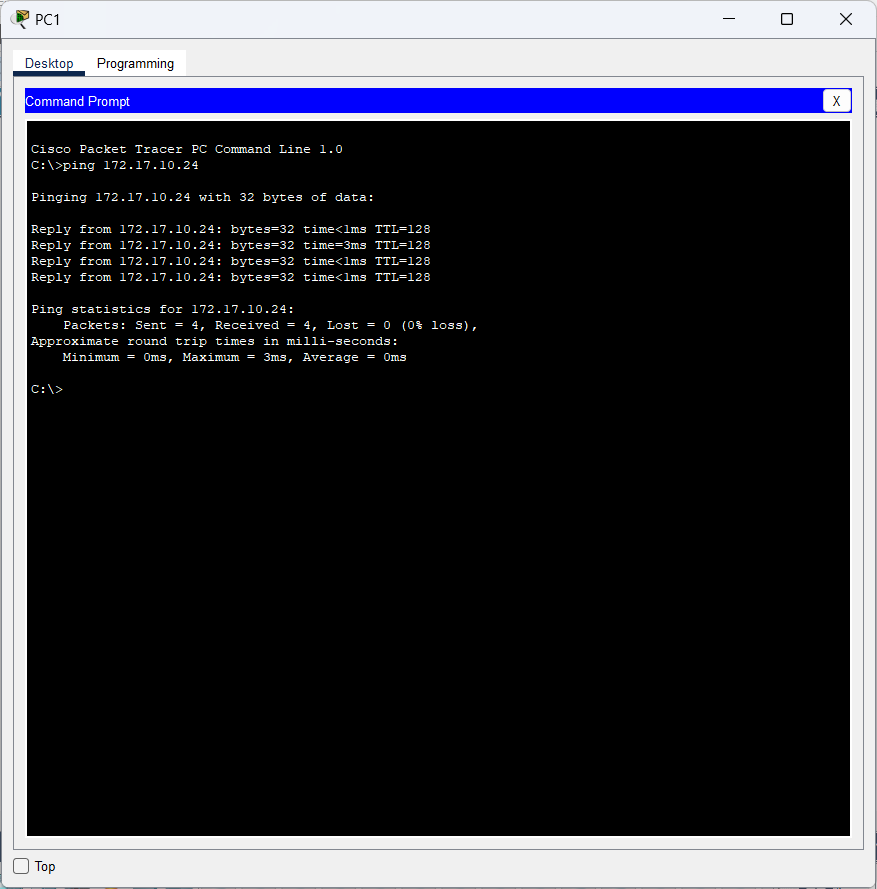 PC1
Desktop Programming
Command Prompt X
Cisco Packet Tracer PC Command Line 1.0
C:\>ping 172.17.10.24
Pinging 172.17.10.24 with 32 bytes of data:
Reply from 172.17.10.24: bytes=32 time<1ms TTL=128
Reply from 172.17.10.24: bytes=32 time=3ms TTL=128
Reply from 172.17.10.24: bytes=32 time<1ms TTL=128
Reply from 172.17.10.24: bytes=32 time<1ms TTL=128
Ping statistics for 172.17.10.24:
Packets: Sent = 4, Received = 4, Lost = 0 (0% loss),
Approximate round trip times in milli-seconds:
Minimum = 0ms, Maximum = 3ms, Average = 0ms
C:\>
Top